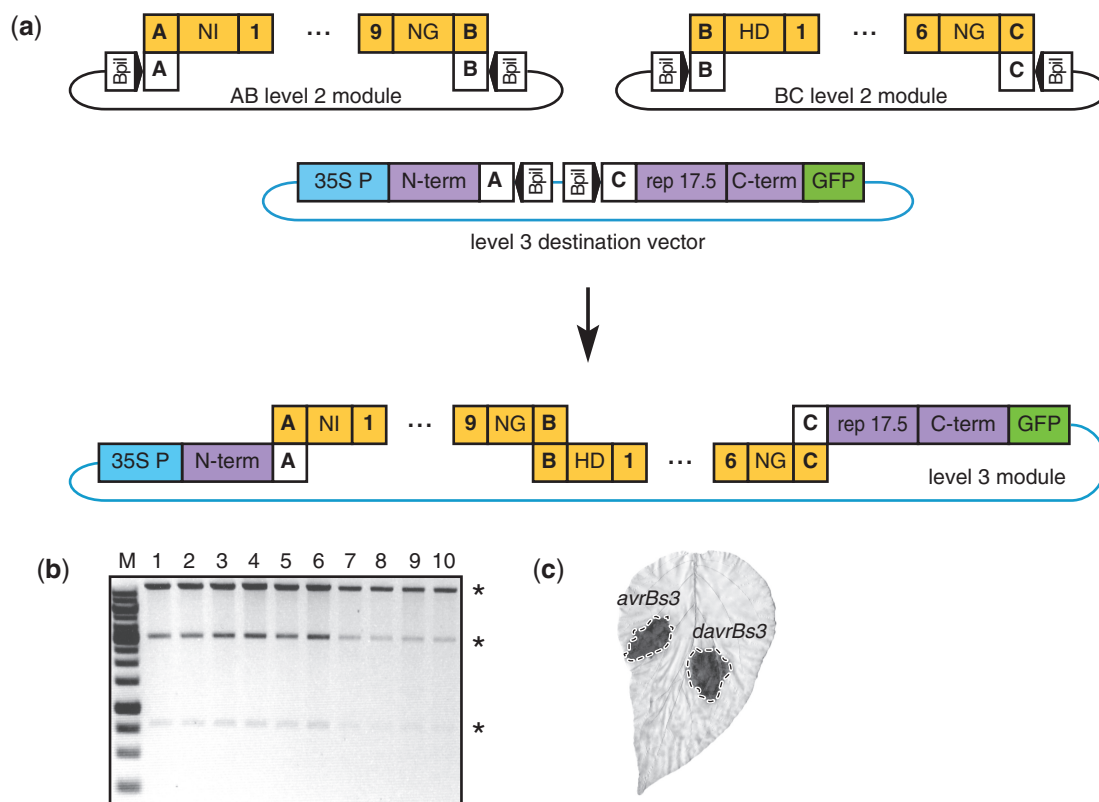 (a)
A NI 1 ... 9 NG B
BpiI A B BpiI
AB level 2 module
B HD 1 ... 6 NG C
BpiI B C BpiI
BC level 2 module
35S P N-term A BpiI BpiI C rep 17.5 C-term GFP
level 3 destination vector
A NI 1 ... 9 NG B
C rep 17.5 C-term GFP
35S P N-term A
B HD 1 ... 6 NG C
level 3 module
(b)
M 1 2 3 4 5 6 7 8 9 10
*
*
*
(c)
avrBs3
davrBs3